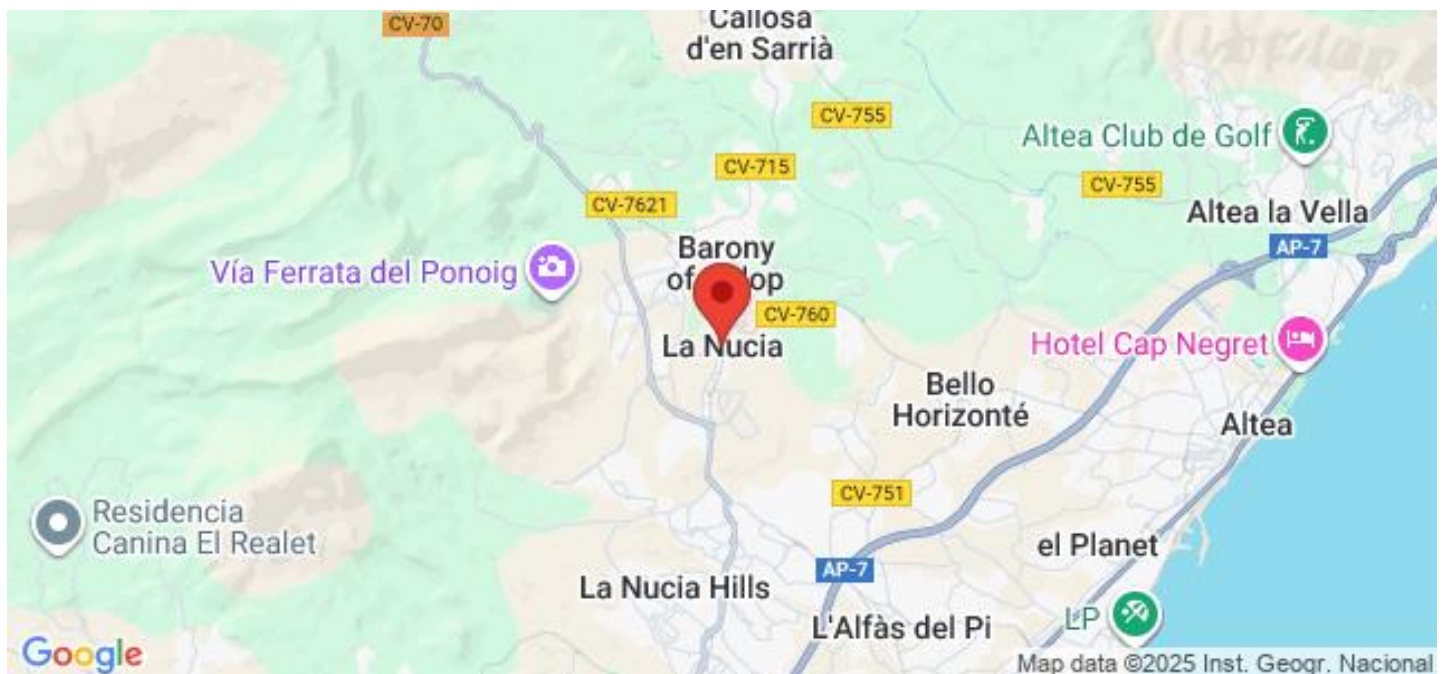 CV-70
Callosa
d'en Sarrià
CV-755
Altea Club de Golf
CV-715
CV-755
CV-7621
Altea la Vella
Barony
AP-7
Vía Ferrata del Ponoig
CV-760
La Nucia
Hotel Cap Negret
Bello
Horizonté
Altea
CV-751
Residencia
Canina El Realet
el Planet
AP-7
La Nucia Hills
LP
L'Alfàs del Pi
Google
Map data ©2025 Inst. Geogr. Nacional